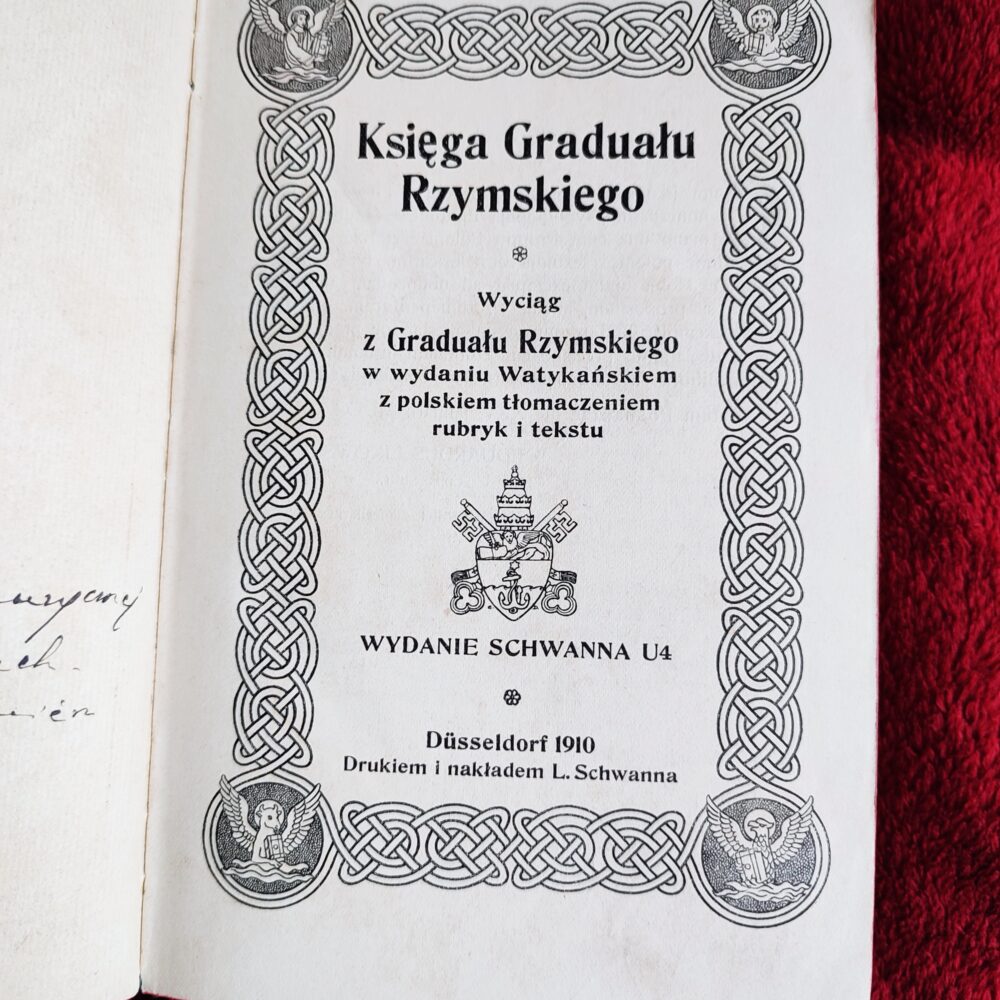 Księga Graduału
Rzymskiego
Wyciąg
z Graduału Rzymskiego
w wydaniu Watykańskiem
z polskiem tłomaczeniem
rubryk i tekstu
WYDANIE SCHWANNA U4
Düsseldorf 1910
Drukiem i nakładem L. Schwanna